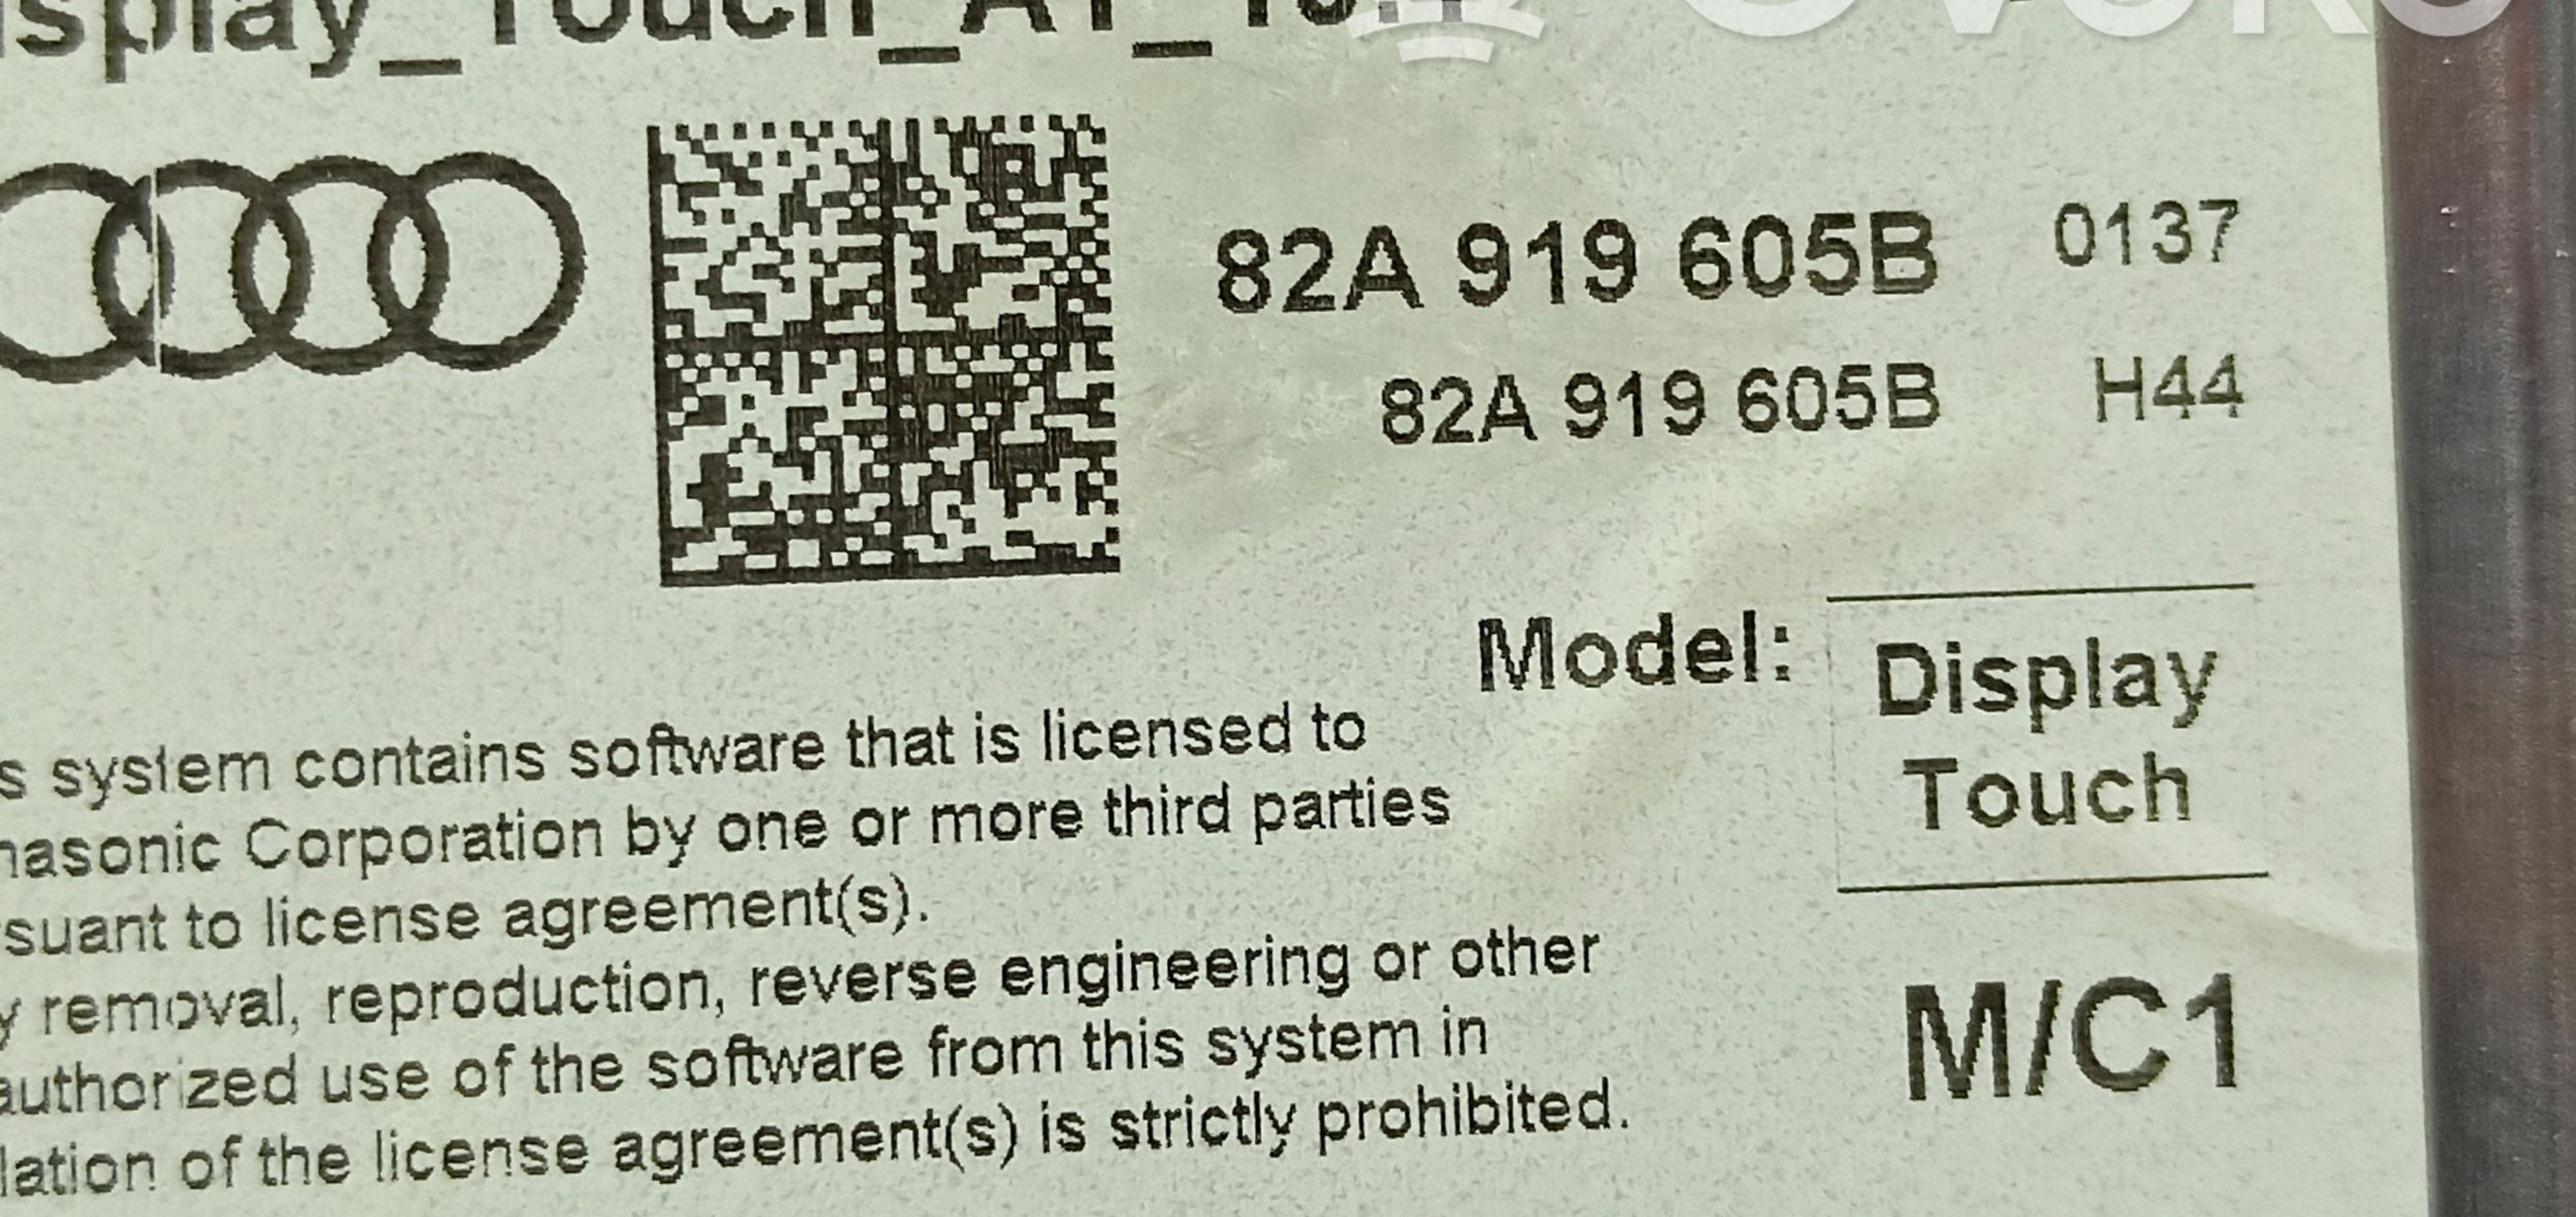 82A 919 605B 0137
82A 919 605B H44
Model: Display
Touch
s system contains software that is licensed to
nasonic Corporation by one or more third parties
suant to license agreement(s).
y removal, reproduction, reverse engineering or other
authorized use of the software from this system in
lation of the license agreement(s) is strictly prohibited.
M/C1